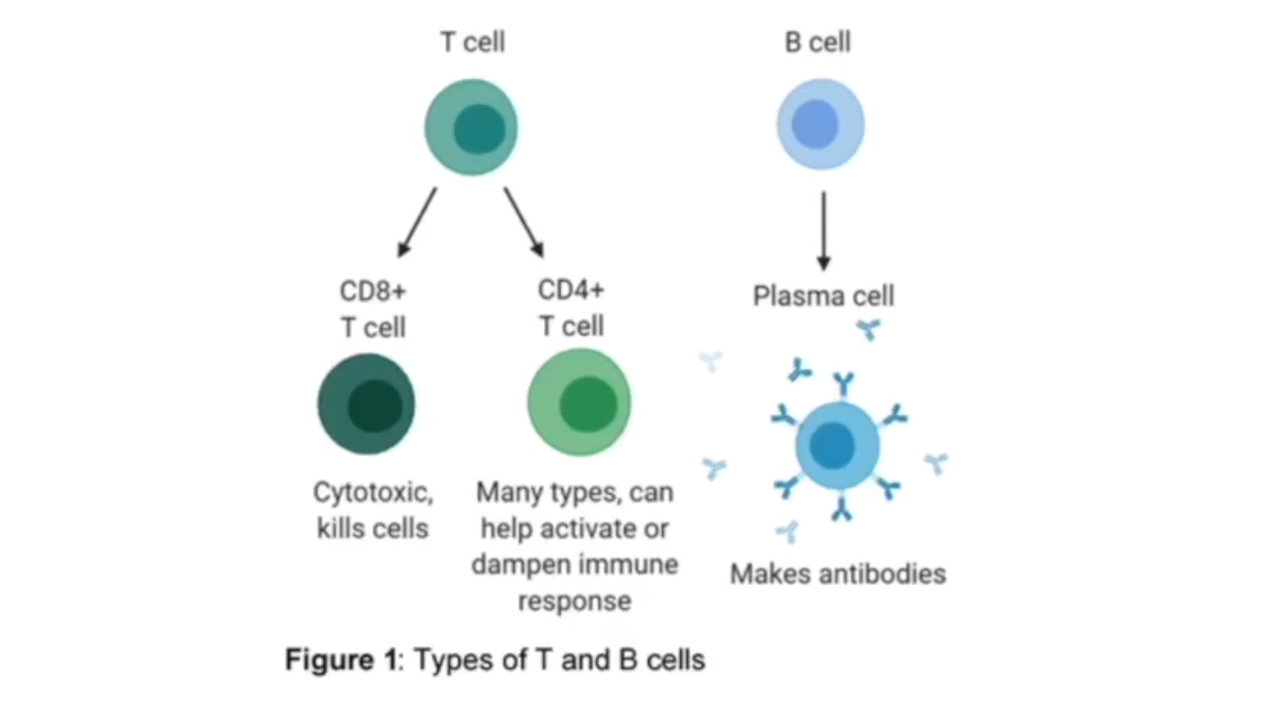 T cell
B cell
CD8+
T cell
CD4+
T cell
Plasma cell
Cytotoxic,
kills cells
Many types, can
help activate or
dampen immune
response
Makes antibodies
Figure 1: Types of T and B cells